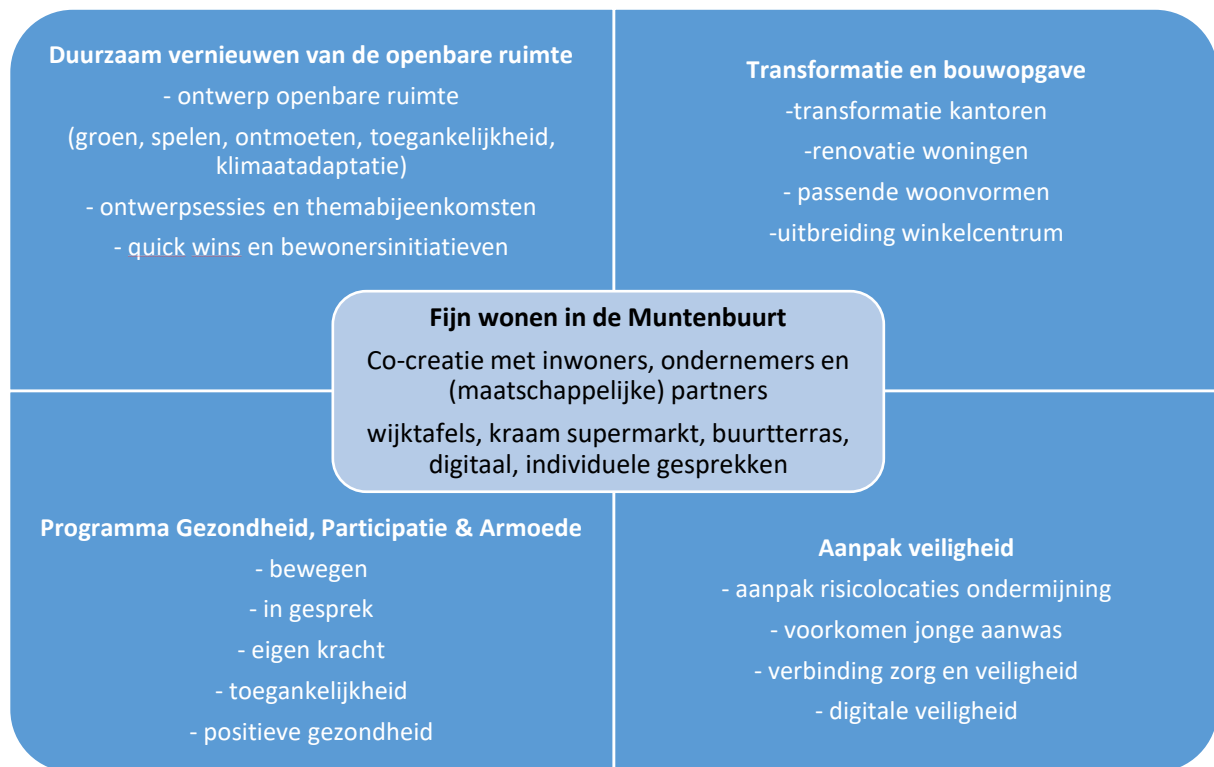 Duurzaam vernieuwen van de openbare ruimte
- ontwerp openbare ruimte
(groen, spelen, ontmoeten, toegankelijkheid,
klimaatadaptatie)
- ontwerpsessies en themabijeenkomsten
- quick wins en bewonersinitiatieven
Transformatie en bouwopgave
-transformatie kantoren
-renovatie woningen
- passende woonvormen
-uitbreiding winkelcentrum
Fijn wonen in de Muntenbuurt
Co-creatie met inwoners, ondernemers en
(maatschappelijke) partners
wijktafels, kraam supermarkt, buurtterras,
digitaal, individuele gesprekken
Programma Gezondheid, Participatie & Armoede
- bewegen
- in gesprek
- eigen kracht
- toegankelijkheid
- positieve gezondheid
Aanpak veiligheid
- aanpak risicolocaties ondermijning
- voorkomen jonge aanwas
- verbinding zorg en veiligheid
- digitale veiligheid